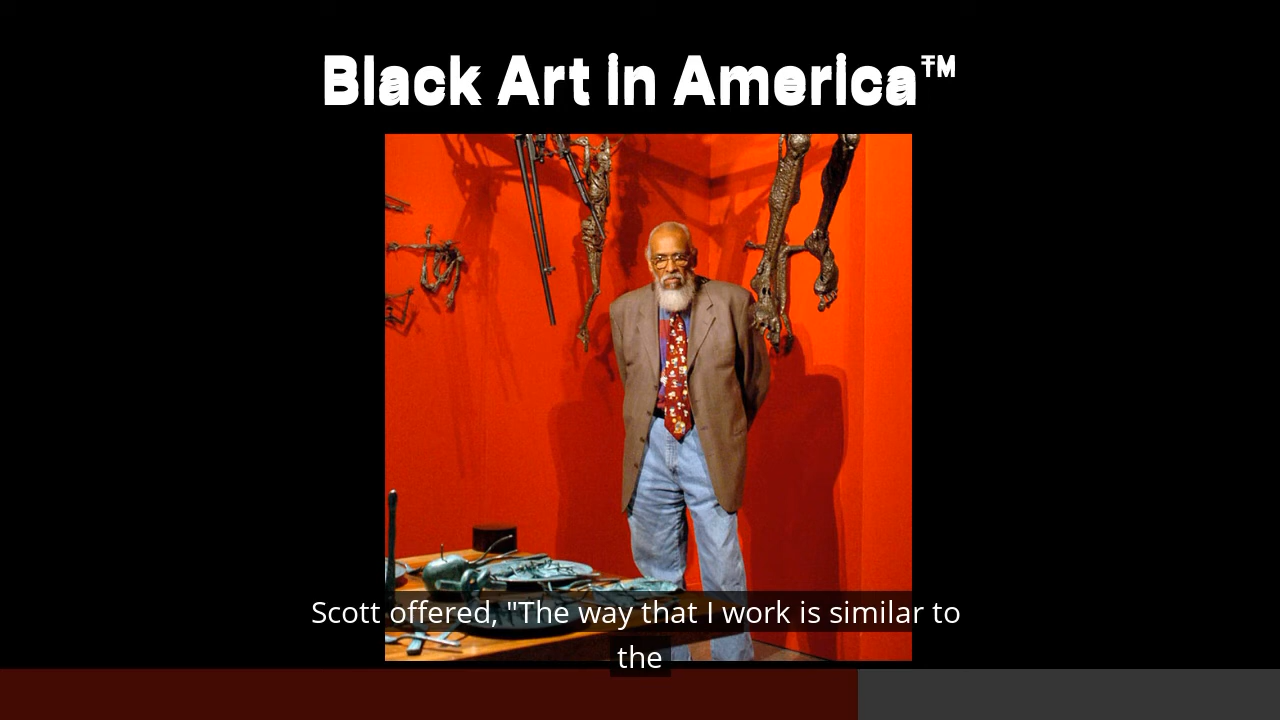 Black Art in America™
Scott offered, "The way that I work is similar to
the